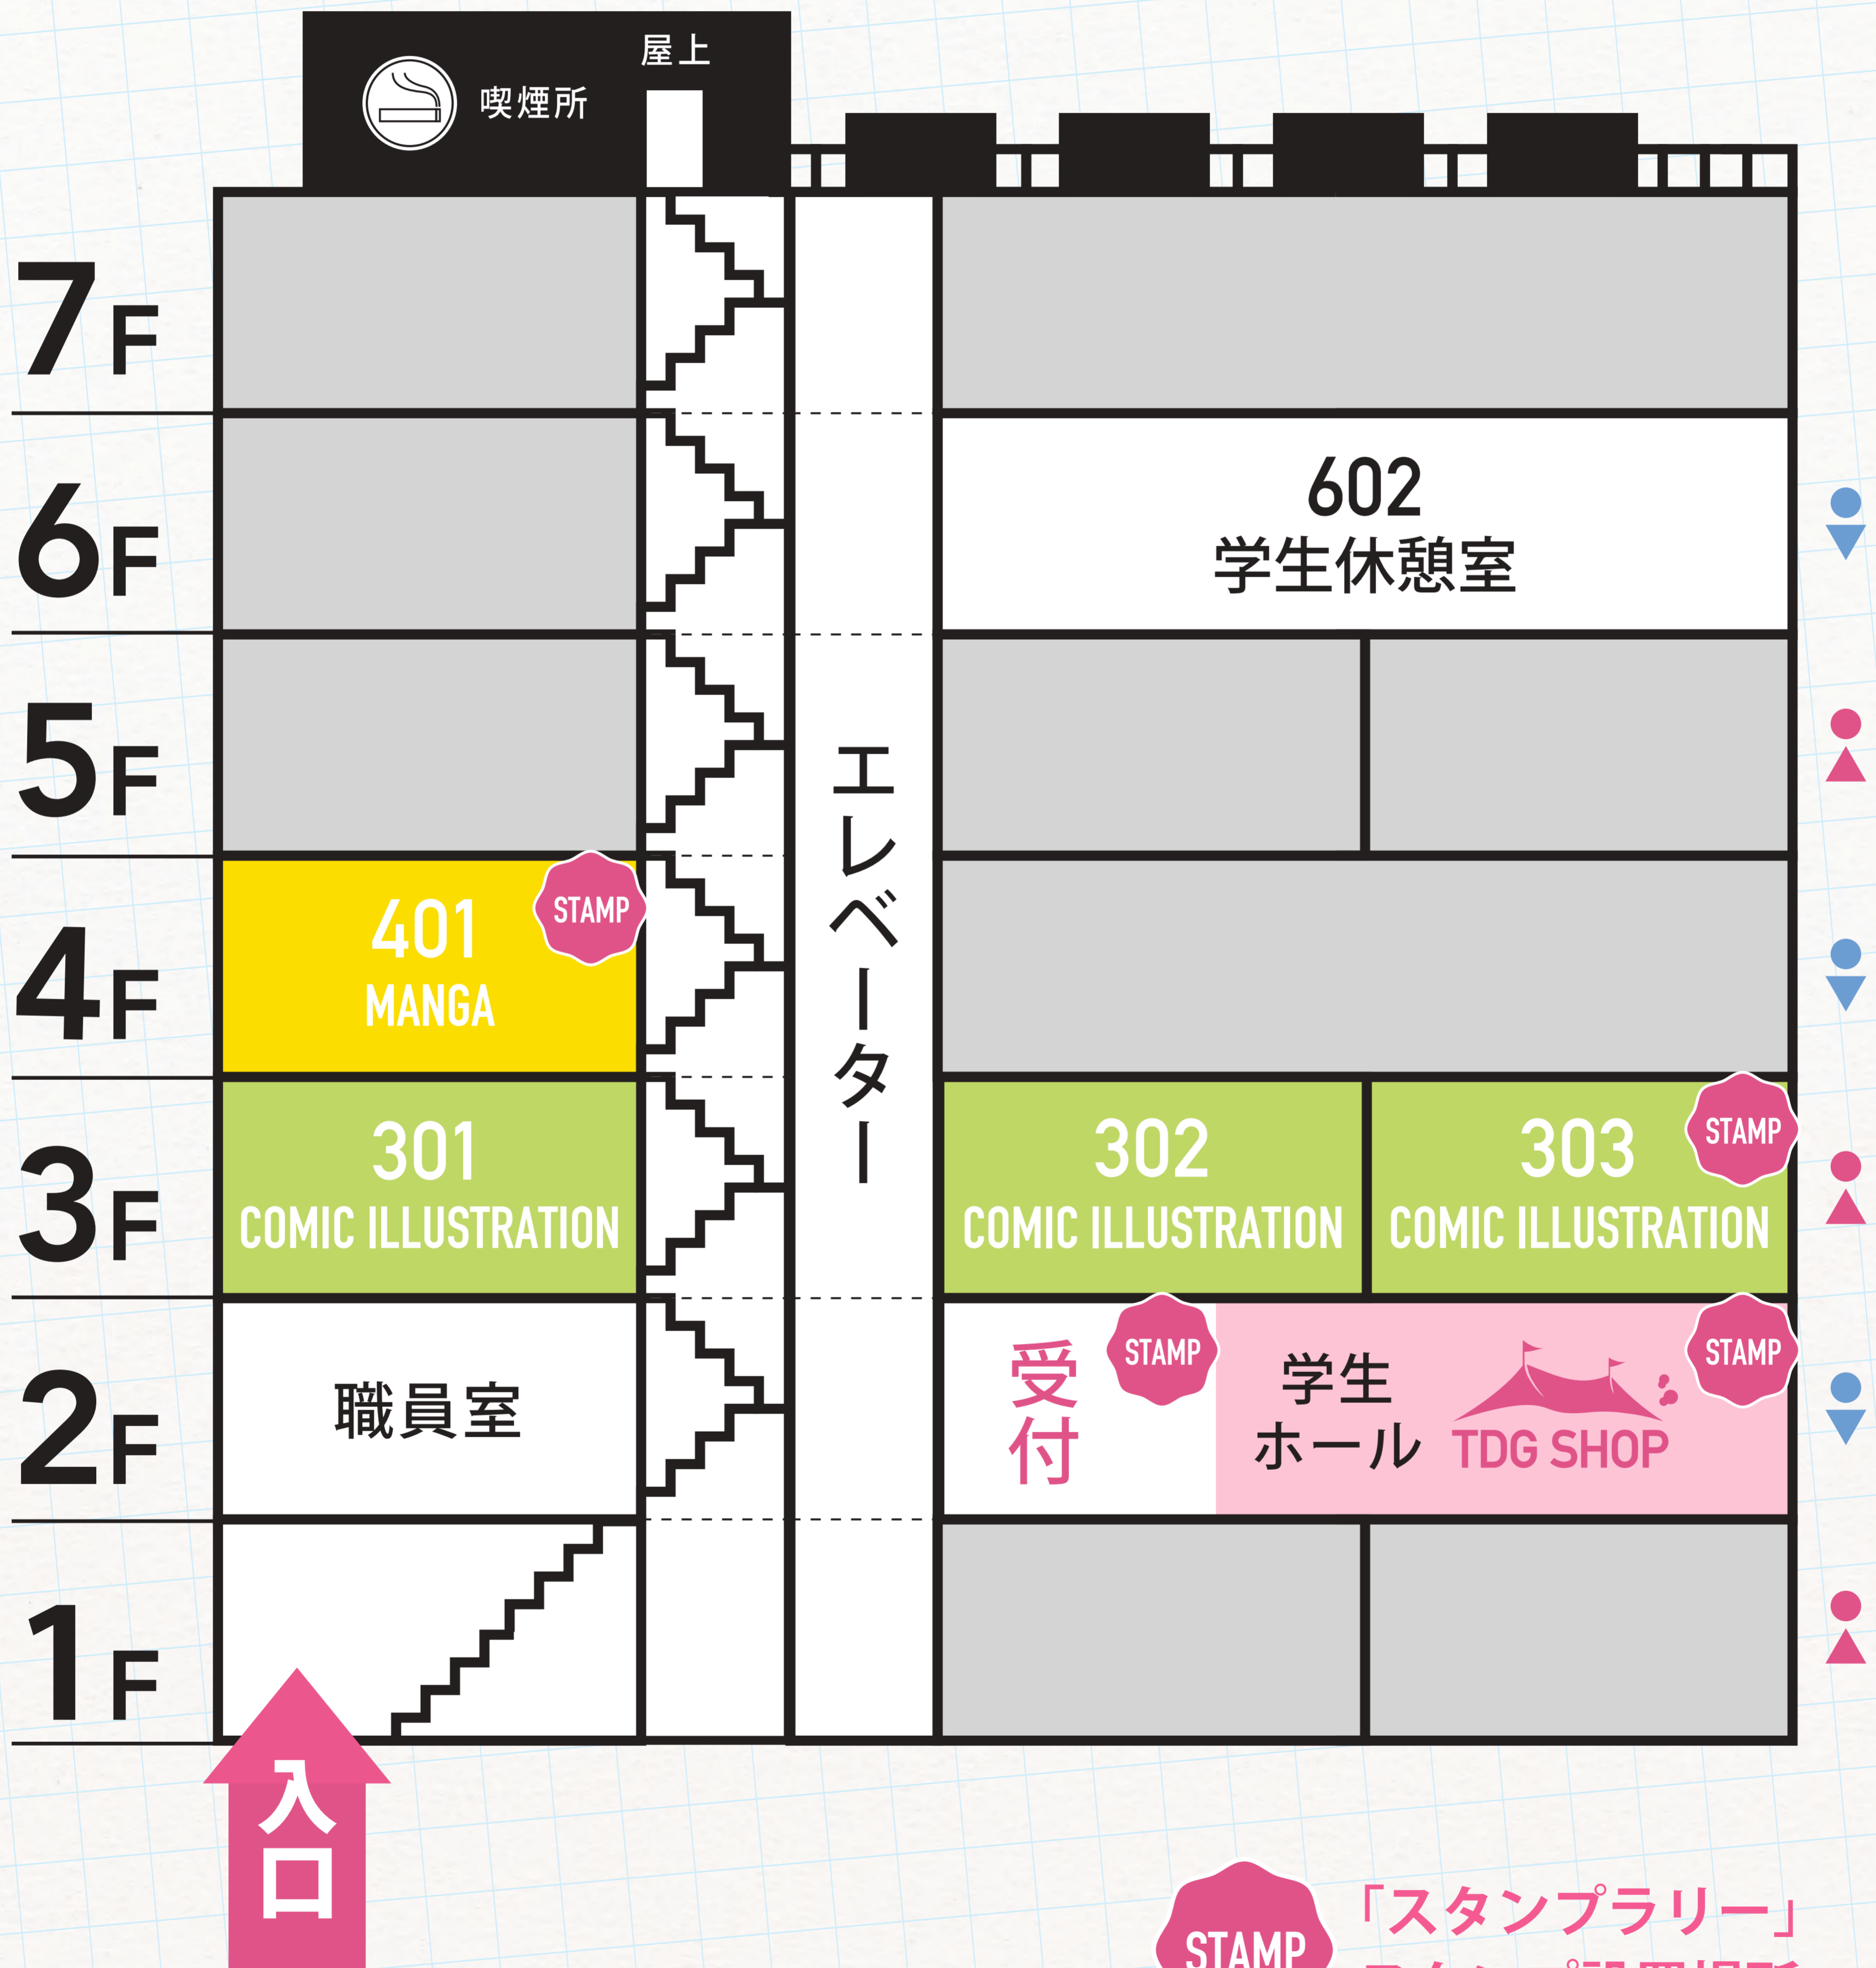 屋上
喫煙所
7F
6F
602
学生休憩室
5F
エレベーター
4F
401
MANGA
STAMP
3F
301
COMIC ILLUSTRATION
302
COMIC ILLUSTRATION
303
COMIC ILLUSTRATION
STAMP
2F
職員室
受付
STAMP
学生
ホール
TDG SHOP
STAMP
1F
入口
STAMP
「スタンプラリー」